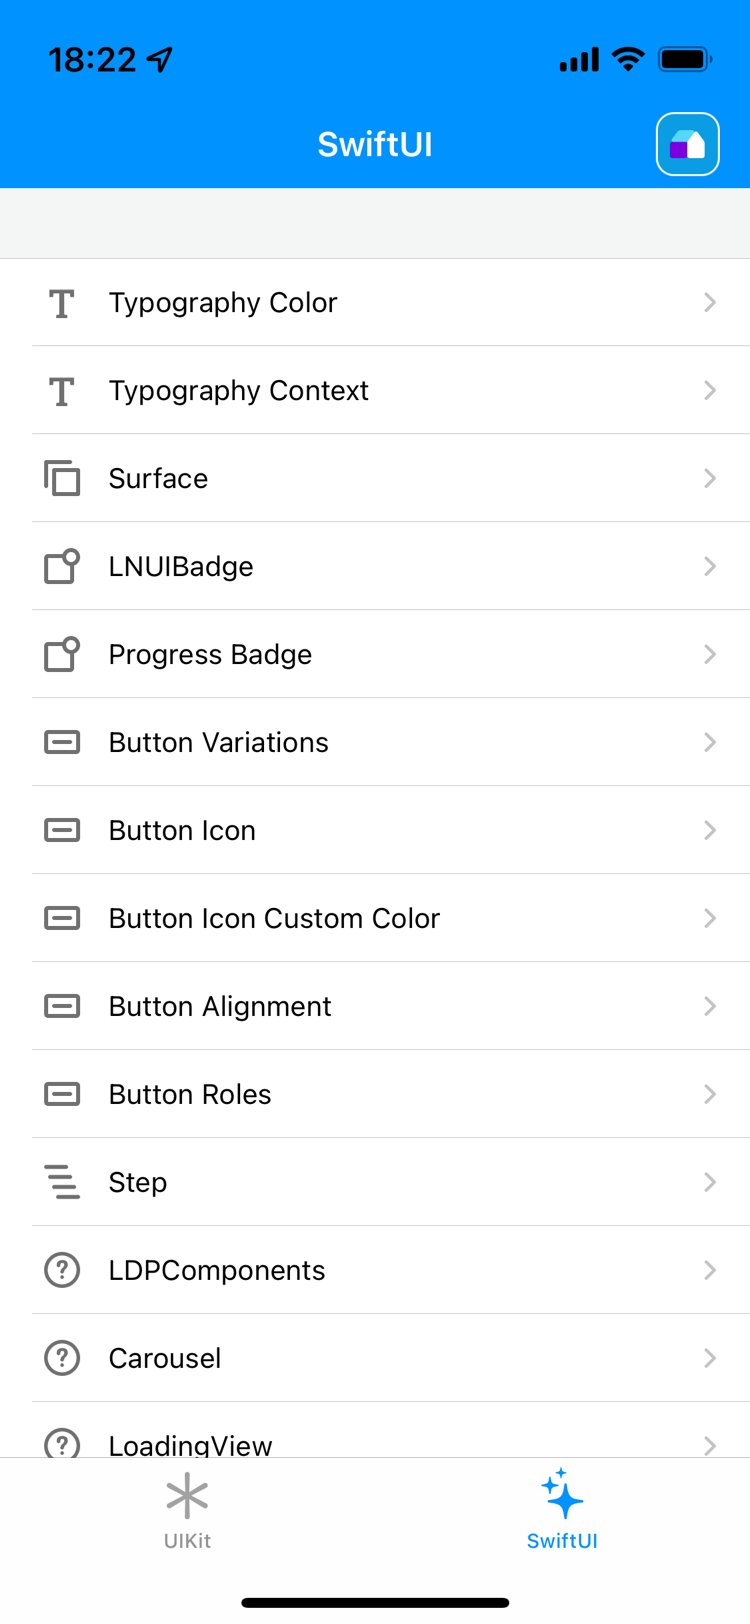 18:22
SwiftUI
Typography Color
Typography Context
Surface
LNUIBadge
Progress Badge
Button Variations
Button Icon
Button Icon Custom Color
Button Alignment
Button Roles
Step
LDPComponents
Carousel
LoadingView
UIKit
SwiftUI